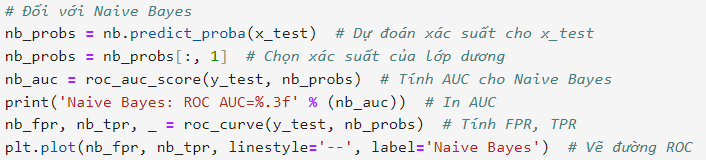 # Đối với Naive Bayes
nb_probs = nb.predict_proba(x_test)  # Dự đoán xác suất cho x_test
nb_probs = nb_probs[:, 1]  # Chọn xác suất của lớp dương
nb_auc = roc_auc_score(y_test, nb_probs)  # Tính AUC cho Naive Bayes
print('Naive Bayes: ROC AUC=%.3f' % (nb_auc))  # In AUC
nb_fpr, nb_tpr, _ = roc_curve(y_test, nb_probs)  # Tính FPR, TPR
plt.plot(nb_fpr, nb_tpr, linestyle='--', label='Naive Bayes')  # Vẽ đường ROC